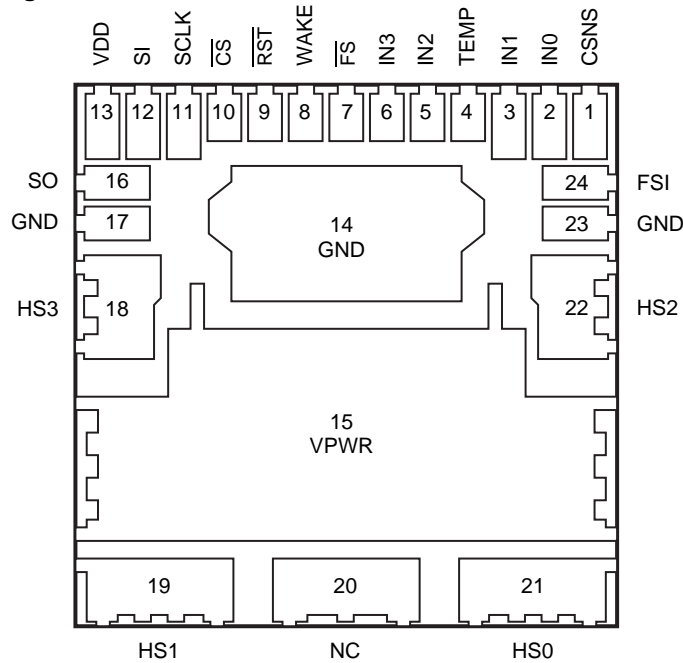 g
VDD SI SCLK CS RST WAKE FS IN3 IN2 TEMP IN1 IN0 CSNS
13 12 11 10 9 8 7 6 5 4 3 2 1
SO 16 24 FSI
GND 17 14 23 GND
GND
HS3 18 22 HS2
15
VPWR
19 20 21
HS1 NC HS0